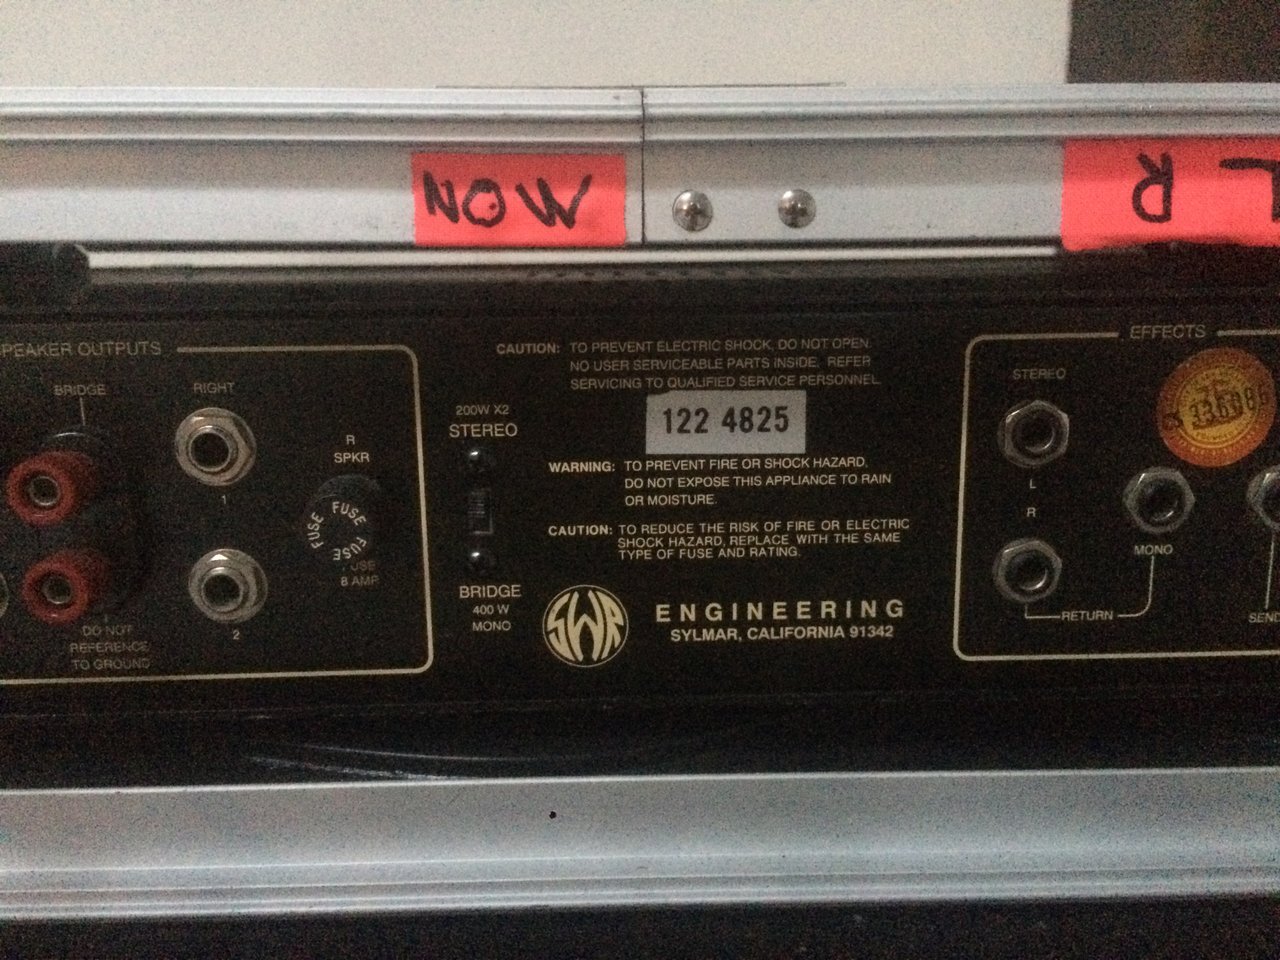 NOW
L R
SPEAKER OUTPUTS
BRIDGE
RIGHT
1
2
DO NOT
REFERENCE
TO GROUND
R
SPKR
FUSE FUSE FUSE
FUSE
8 AMP
200W X2
STEREO
BRIDGE
400 W
MONO
CAUTION: TO PREVENT ELECTRIC SHOCK, DO NOT OPEN.
NO USER SERVICEABLE PARTS INSIDE. REFER
SERVICING TO QUALIFIED SERVICE PERSONNEL.
122 4825
WARNING: TO PREVENT FIRE OR SHOCK HAZARD,
DO NOT EXPOSE THIS APPLIANCE TO RAIN
OR MOISTURE.
CAUTION: TO REDUCE THE RISK OF FIRE OR ELECTRIC
SHOCK HAZARD, REPLACE WITH THE SAME
TYPE OF FUSE AND RATING.
SWR
ENGINEERING
SYLMAR, CALIFORNIA 91342
EFFECTS
STEREO
L
R
MONO
RETURN
SEND